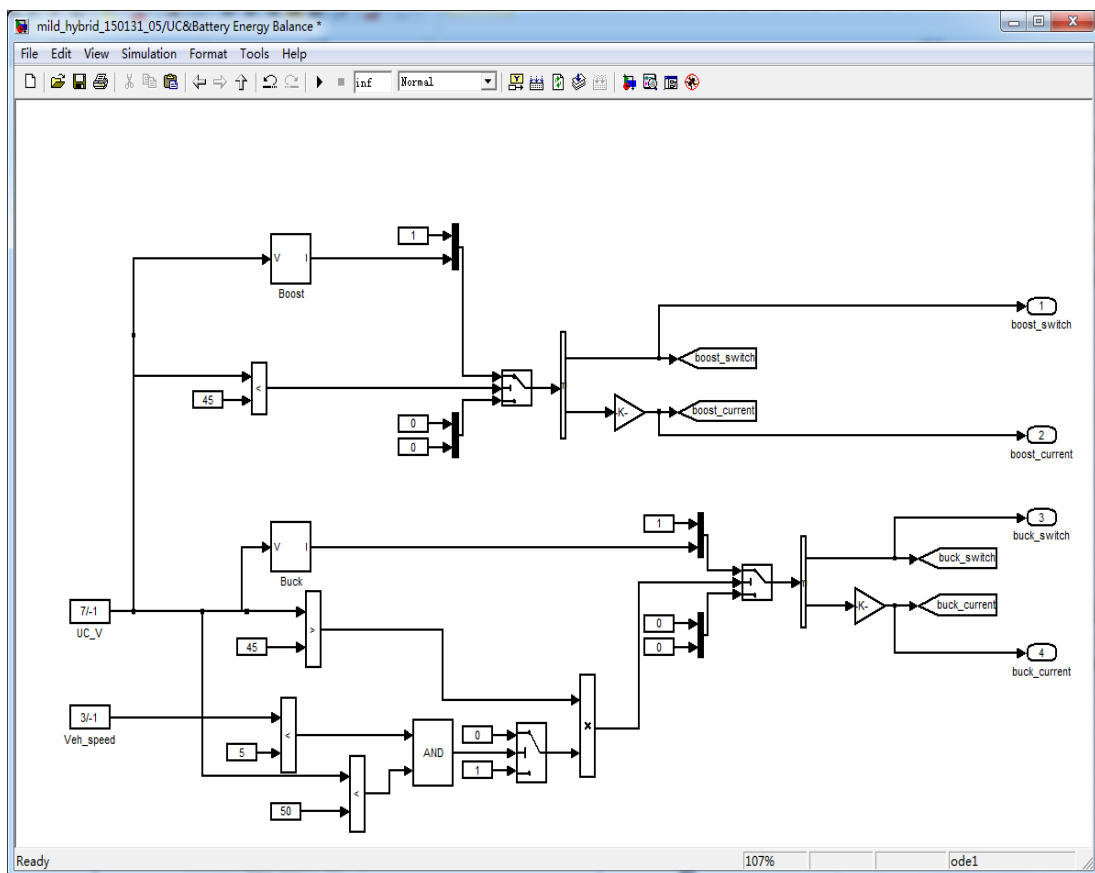 mild_hybrid_150131_05/UC&Battery Energy Balance *
File Edit View Simulation Format Tools Help
inf Normal
1
V I
Boost
1
boost_switch
boost_switch
<
45
-K-
boost_current
0
0
2
boost_current
1
3
buck_switch
V I
Buck
buck_switch
-K-
buck_current
7/-1
UC_V
>
45
0
0
4
buck_current
3/-1
Veh_speed
<
5
AND
0
1
×
<
50
Ready 107% ode1